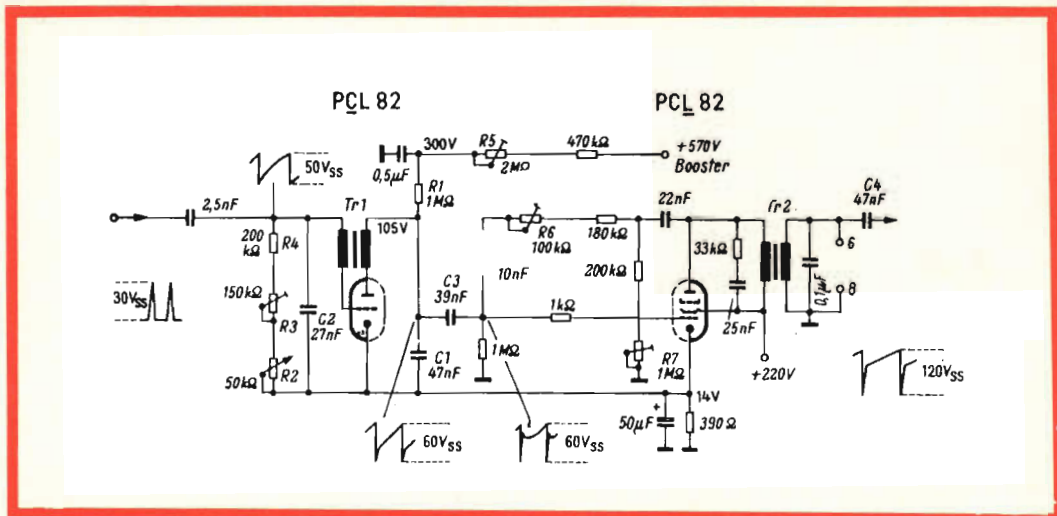 PCL 82
PCL 82
50VSS
300V
R5
2MΩ
470kΩ
+570V
Booster
0,5µF
R1
1MΩ
2,5nF
Tr1
105V
200
kΩ
R4
R6
100kΩ
180kΩ
22nF
Tr2
C4
47nF
30VSS
150kΩ
R3
C2
27nF
C3
39nF
10nF
200kΩ
33kΩ
6
8
0,1µF
1kΩ
25nF
50kΩ
R2
C1
47nF
1MΩ
R7
1MΩ
+220V
14V
50µF
+
390Ω
120VSS
60VSS
60VSS